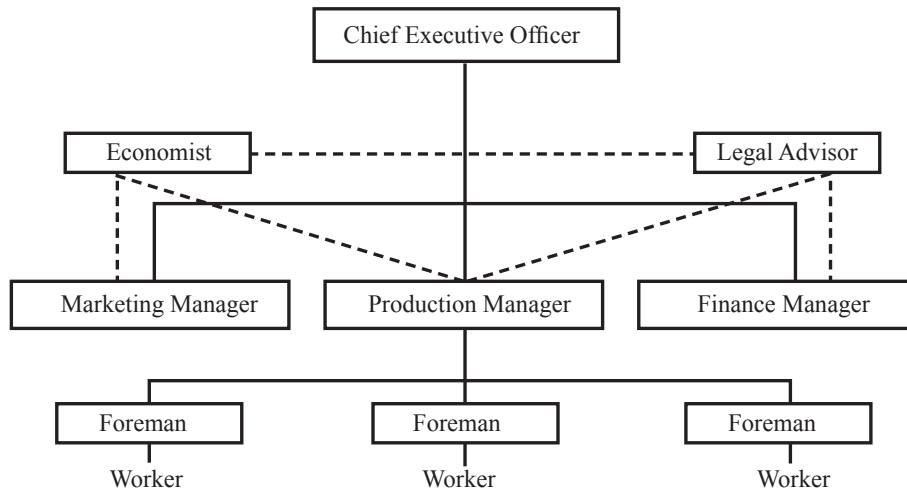 Chief Executive Officer
Economist
Legal Advisor
Marketing Manager
Production Manager
Finance Manager
Foreman
Foreman
Foreman
Worker
Worker
Worker